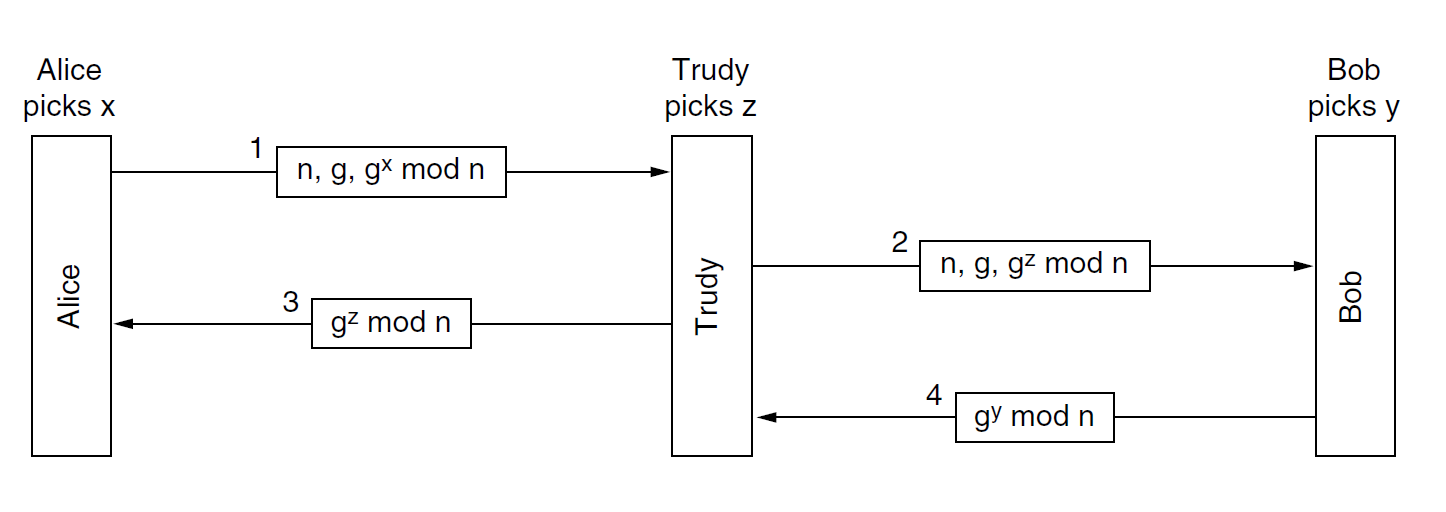 Alice
picks x
Trudy
picks z
Bob
picks y
1
n, g, gˣ mod n
2
n, g, gᶻ mod n
3
gᶻ mod n
4
gʸ mod n
Alice
Trudy
Bob